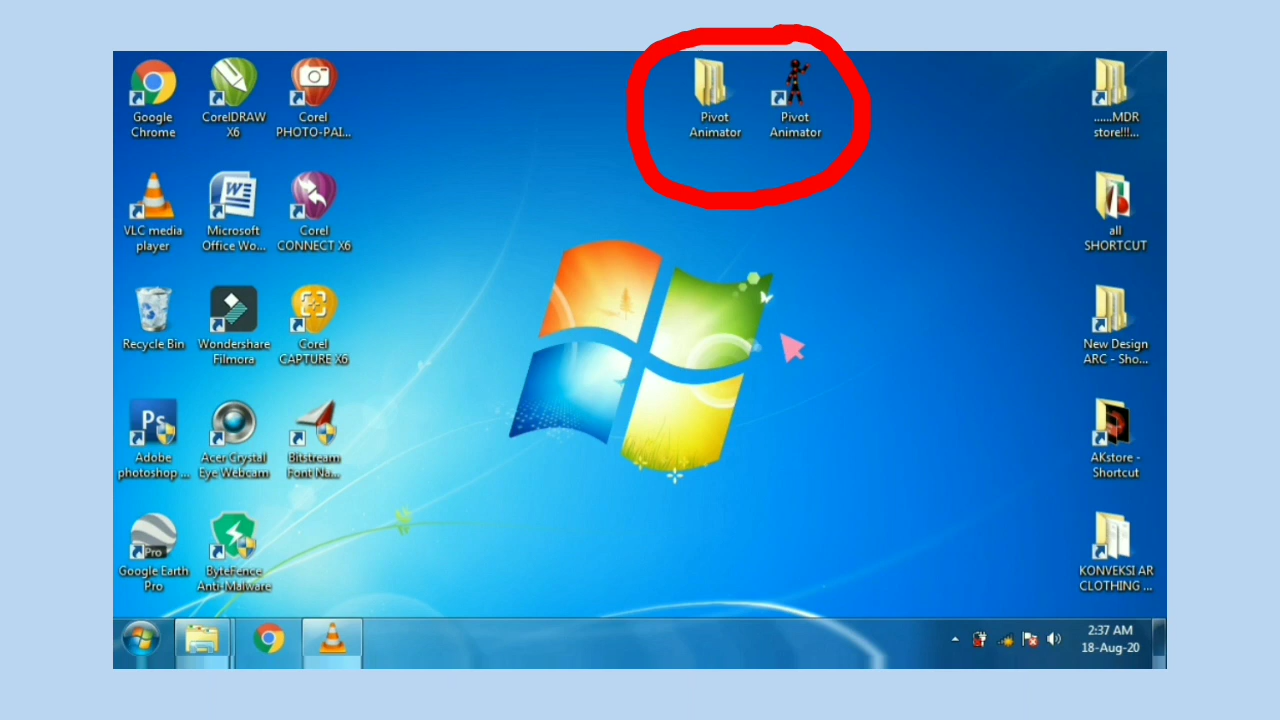 Google
Chrome
CorelDRAW
X6
Corel
PHOTO-PAI...
Pivot
Animator
Pivot
Animator
......MDR
store!!!...
VLC media
player
Microsoft
Office Wo...
Corel
CONNECT X6
all
SHORTCUT
Recycle Bin
Wondershare
Filmora
Corel
CAPTURE X6
New Design
ARC - Sho...
Ps
Adobe
photoshop ...
Acer Crystal
Eye Webcam
Bitstream
Font Na...
AKstore -
Shortcut
Pro
Google Earth
Pro
ByteFence
Anti-Malware
KONVEKSI AR
CLOTHING ...
2:37 AM
18-Aug-20